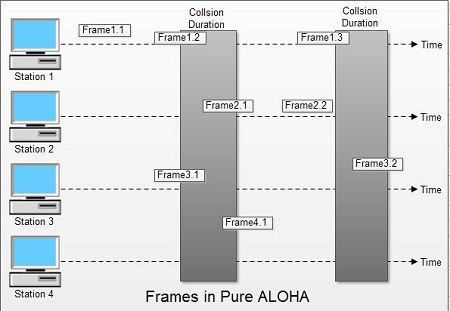 Collsion
Duration
Collsion
Duration
Frame1.1
Frame1.2
Frame1.3
Time
Station 1
Frame2.1
Frame2.2
Time
Station 2
Frame3.2
Frame3.1
Time
Station 3
Frame4.1
Time
Station 4
Frames in Pure ALOHA